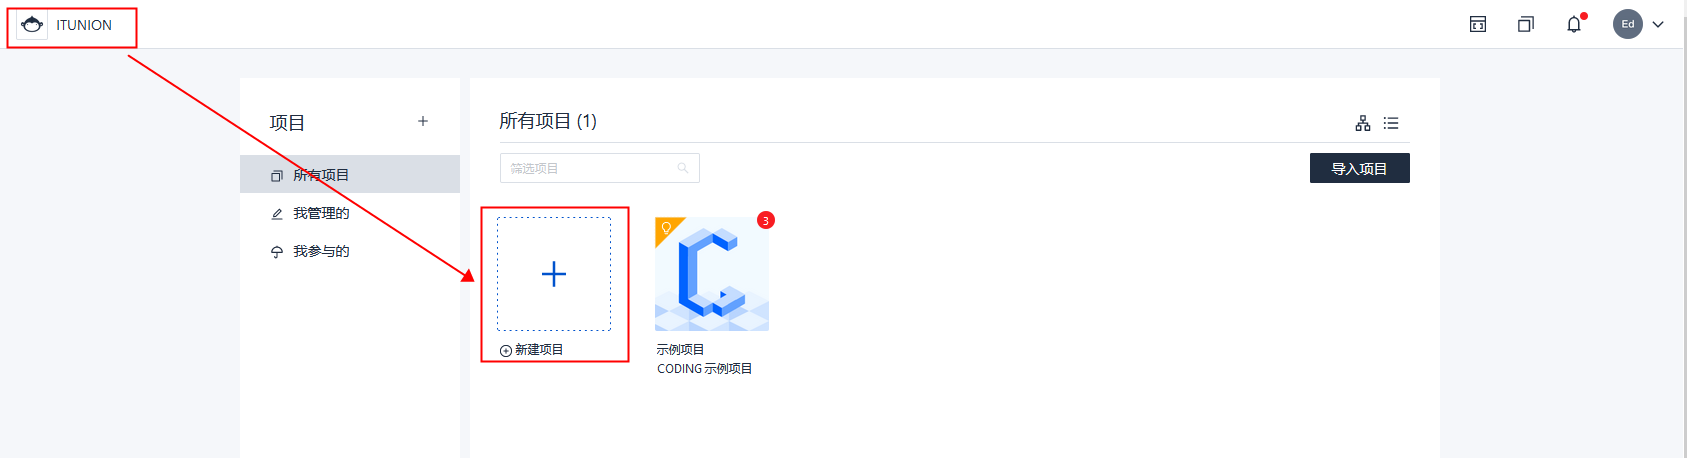 ITUNION
Ed
项目
所有项目 (1)
所有项目
筛选项目
导入项目
我管理的
3
我参与的
新建项目
示例项目
CODING 示例项目